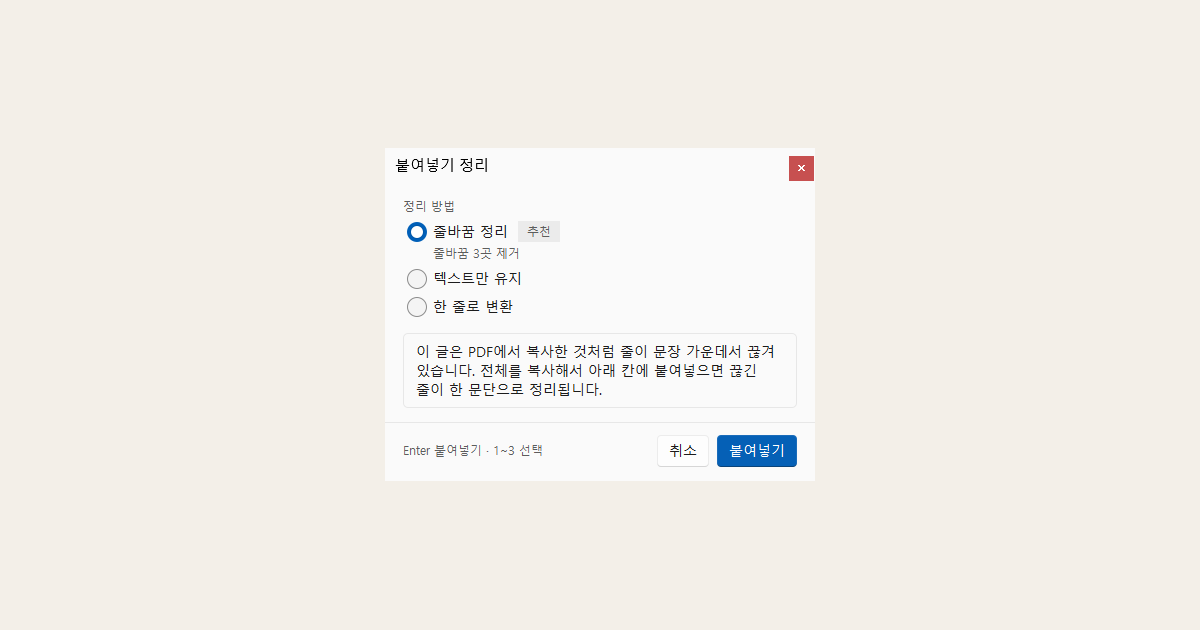 붙여넣기 정리
×
정리 방법
줄바꿈 정리 추천
줄바꿈 3곳 제거
텍스트만 유지
한 줄로 변환
이 글은 PDF에서 복사한 것처럼 줄이 문장 가운데서 끊겨
있습니다. 전체를 복사해서 아래 칸에 붙여넣으면 끊긴
줄이 한 문단으로 정리됩니다.
Enter 붙여넣기 · 1~3 선택
취소
붙여넣기